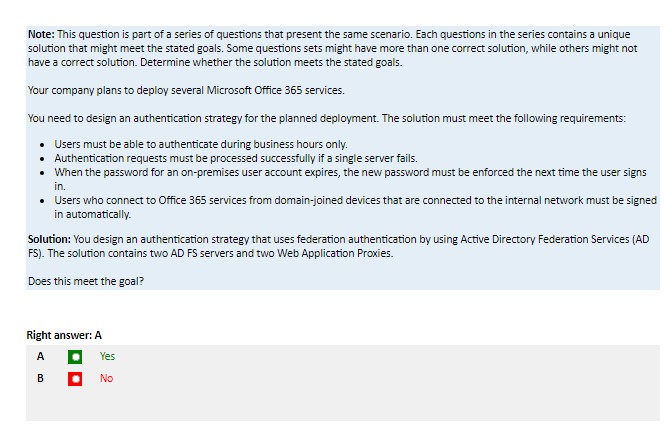 Note: This question is part of a series of questions that present the same scenario. Each questions in the series contains a unique
solution that might meet the stated goals. Some questions sets might have more than one correct solution, while others might not
have a correct solution. Determine whether the solution meets the stated goals.
Your company plans to deploy several Microsoft Office 365 services.
You need to design an authentication strategy for the planned deployment. The solution must meet the following requirements:
• Users must be able to authenticate during business hours only.
• Authentication requests must be processed successfully if a single server fails.
• When the password for an on-premises user account expires, the new password must be enforced the next time the user signs
in.
• Users who connect to Office 365 services from domain-joined devices that are connected to the internal network must be signed
in automatically.
Solution: You design an authentication strategy that uses federation authentication by using Active Directory Federation Services (AD
FS). The solution contains two AD FS servers and two Web Application Proxies.
Does this meet the goal?
Right answer: A
A Yes
B No